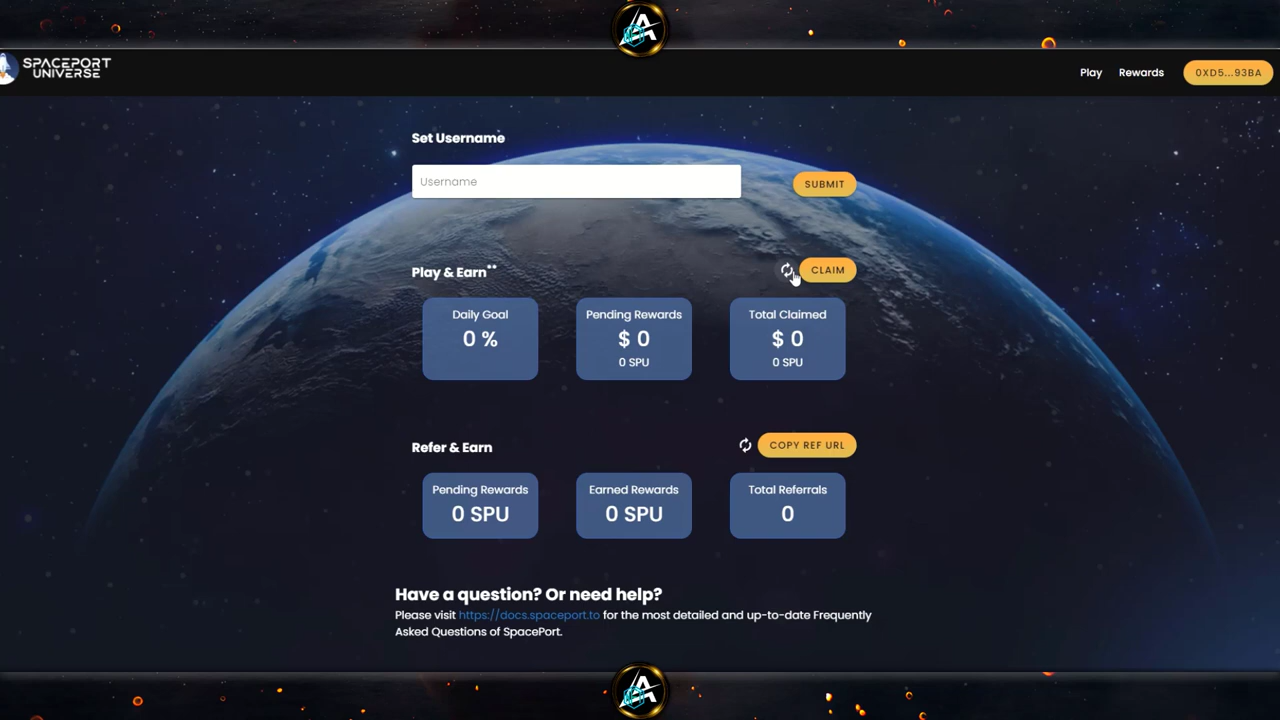 SPACEPORT
UNIVERSE
Play
Rewards
0XD5...93BA
Set Username
Username
SUBMIT
Play & Earn**
CLAIM
Daily Goal
0 %
Pending Rewards
$ 0
0 SPU
Total Claimed
$ 0
0 SPU
Refer & Earn
COPY REF URL
Pending Rewards
0 SPU
Earned Rewards
0 SPU
Total Referrals
0
Have a question? Or need help?
Please visit https://docs.spaceport.to for the most detailed and up-to-date Frequently
Asked Questions of SpacePort.